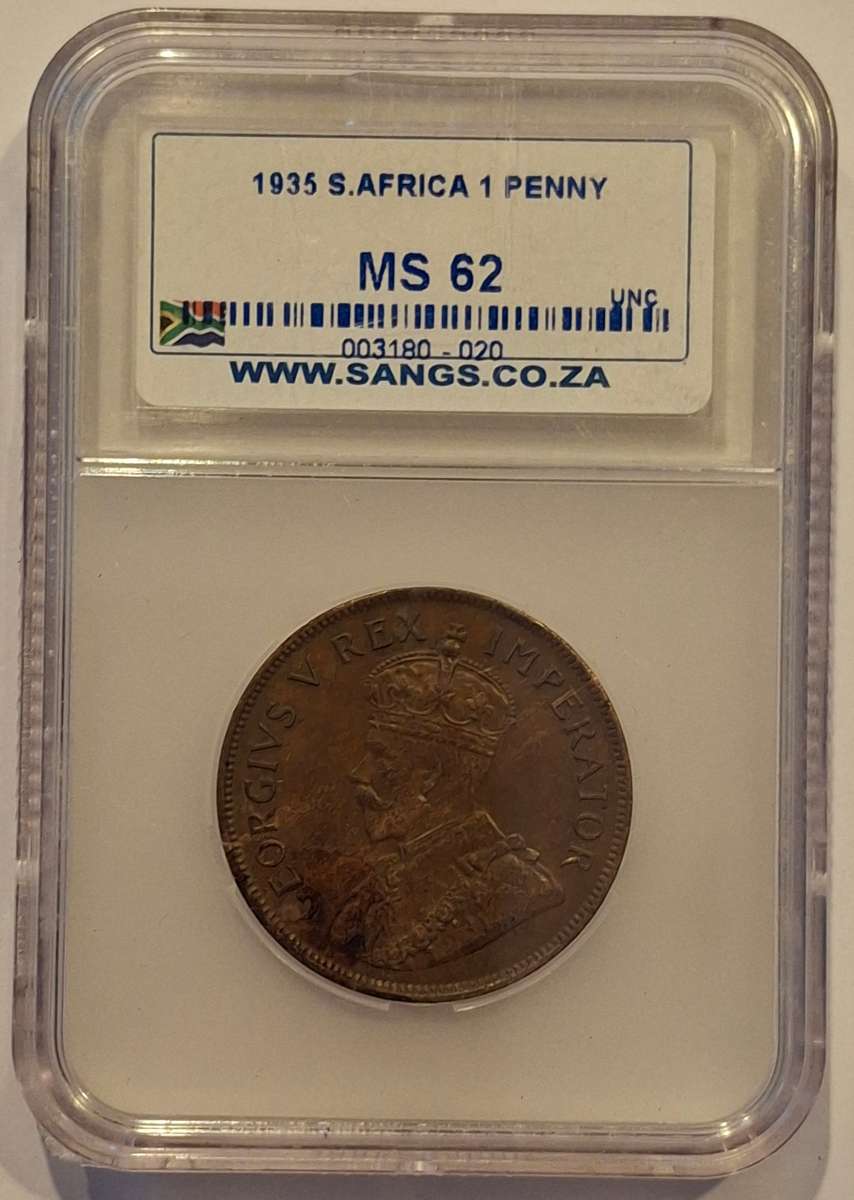 1935 S.AFRICA 1 PENNY
MS 62
UNC
003180 - 020
WWW.SANGS.CO.ZA
GEORGIVS V REX IMPERATOR